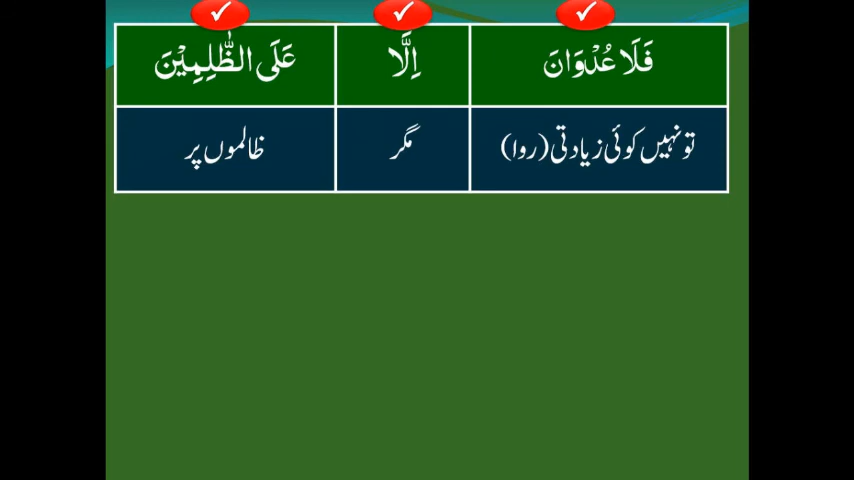 فَلَا عُدْوَانَ اِلَّا عَلَى الظّٰلِمِيْنَ
تو نہیں کوئی زیادتی (روا) مگر ظالموں پر